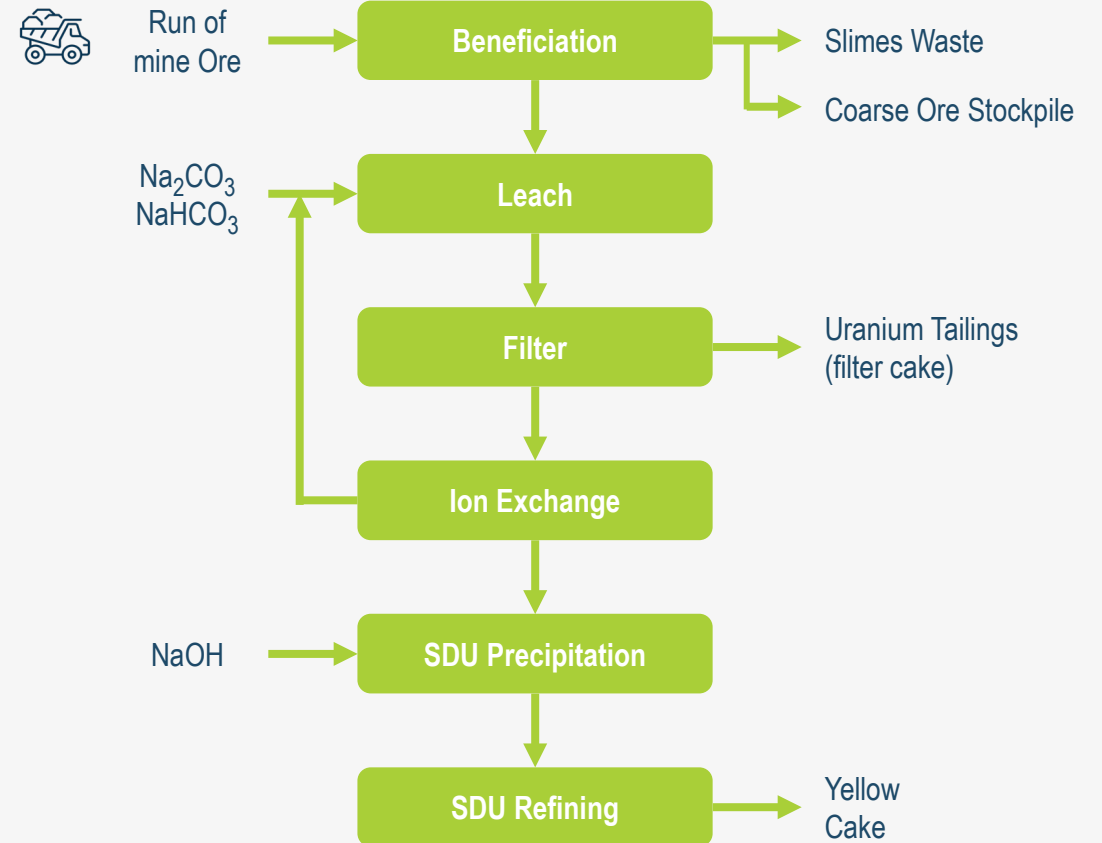 Run of
mine Ore
Beneficiation
Slimes Waste
Coarse Ore Stockpile
Na₂CO₃
NaHCO₃
Leach
Filter
Uranium Tailings
(filter cake)
Ion Exchange
NaOH
SDU Precipitation
SDU Refining
Yellow
Cake